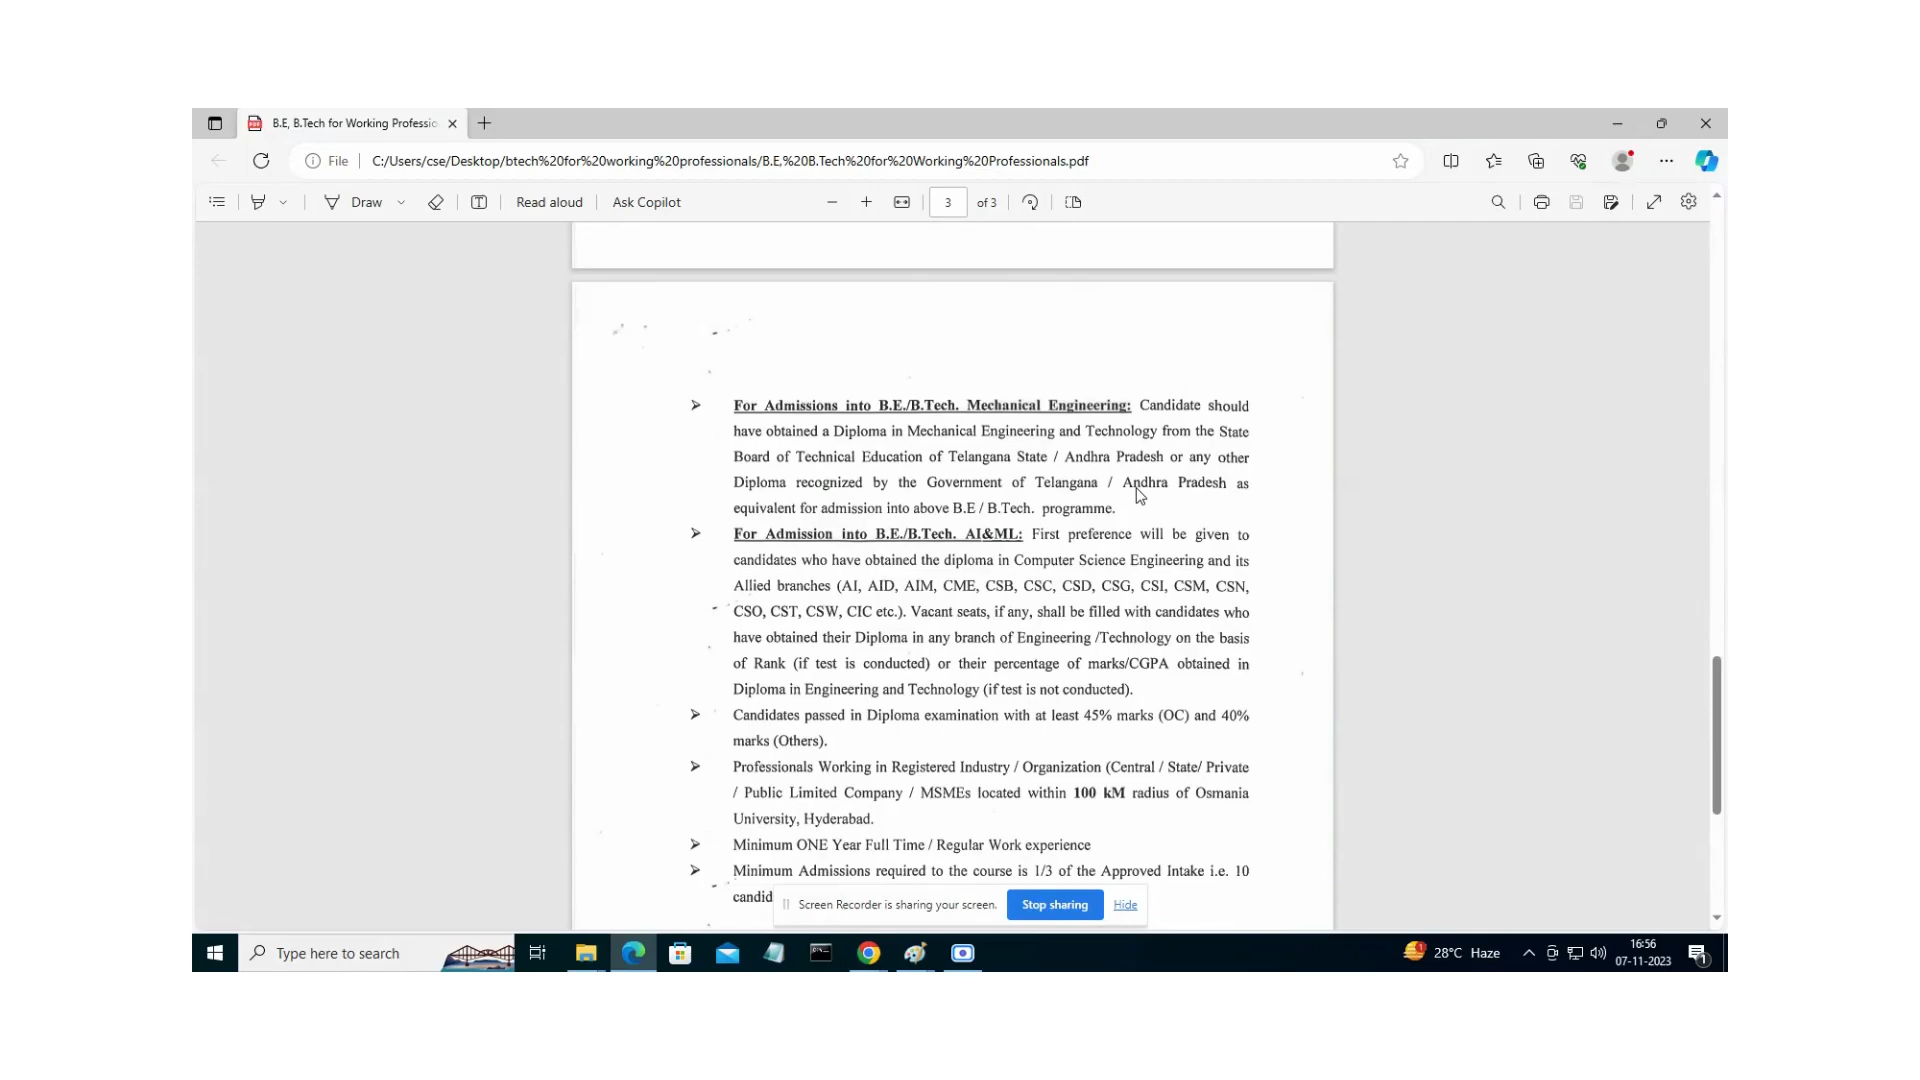 B.E, B.Tech for Working Professio
File
C:/Users/cse/Desktop/btech%20for%20working%20professionals/B.E,%20B.Tech%20for%20Working%20Professionals.pdf
Draw
Read aloud
Ask Copilot
3
of 3
For Admissions into B.E./B.Tech. Mechanical Engineering: Candidate should
have obtained a Diploma in Mechanical Engineering and Technology from the State
Board of Technical Education of Telangana State / Andhra Pradesh or any other
Diploma recognized by the Government of Telangana / Andhra Pradesh as
equivalent for admission into above B.E / B.Tech. programme.
For Admission into B.E./B.Tech. AI&ML: First preference will be given to
candidates who have obtained the diploma in Computer Science Engineering and its
Allied branches (AI, AID, AIM, CME, CSB, CSC, CSD, CSG, CSI, CSM, CSN,
CSO, CST, CSW, CIC etc.). Vacant seats, if any, shall be filled with candidates who
have obtained their Diploma in any branch of Engineering /Technology on the basis
of Rank (if test is conducted) or their percentage of marks/CGPA obtained in
Diploma in Engineering and Technology (if test is not conducted).
Candidates passed in Diploma examination with at least 45% marks (OC) and 40%
marks (Others).
Professionals Working in Registered Industry / Organization (Central / State/ Private
/ Public Limited Company / MSMEs located within 100 kM radius of Osmania
University, Hyderabad.
Minimum ONE Year Full Time / Regular Work experience
Minimum Admissions required to the course is 1/3 of the Approved Intake i.e. 10
candid
Screen Recorder is sharing your screen.
Stop sharing
Hide
Type here to search
28°C Haze
16:56
07-11-2023
1